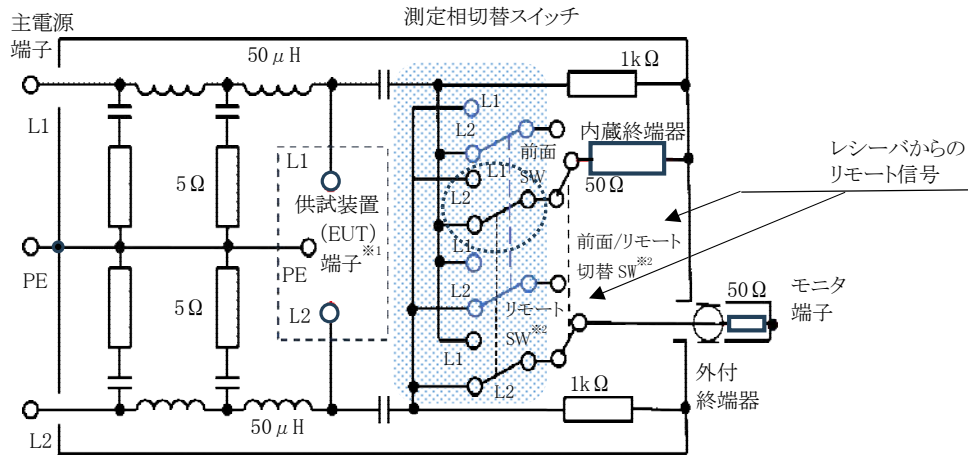 測定相切替スイッチ
主電源
端子
50μH
1kΩ
L1
L1
L2
前面
SW
内蔵終端器
50Ω
レシーバからの
リモート信号
L1
5Ω
供試装置
(EUT)
端子※1
L1
L2
L1
L2
前面/リモート
切替 SW※2
PE
PE
5Ω
L2
リモート
SW※2
L1
L2
50Ω
モニタ
端子
1kΩ
外付
終端器
50μH
L2